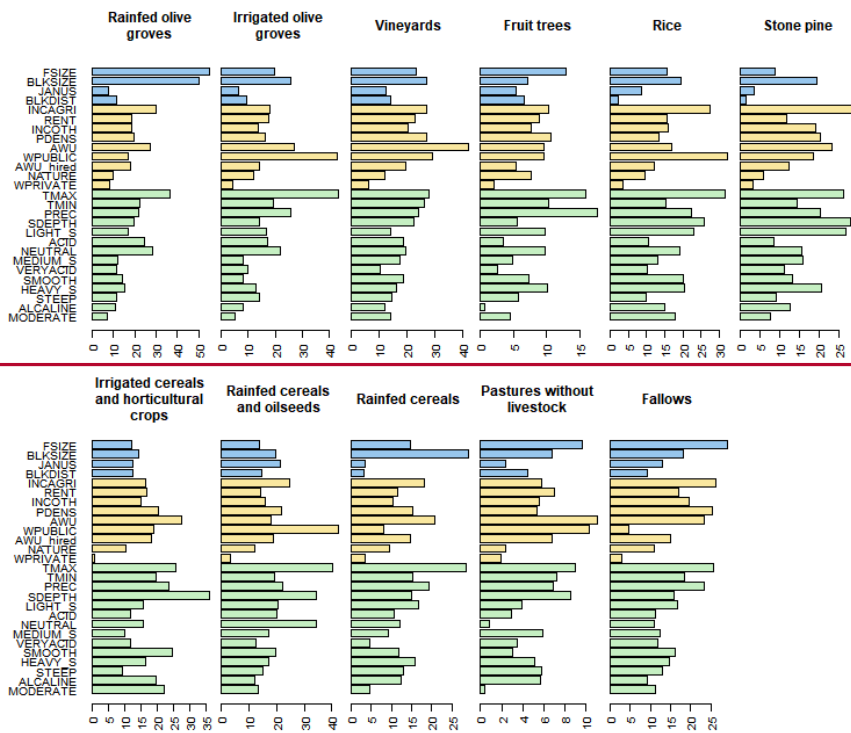 Rainfed olive groves
Irrigated olive groves
Vineyards
Fruit trees
Rice
Stone pine
FSIZE
BLKSIZE
JANUS
BLKDIST
INCAGRI
RENT
INCOTH
PDENS
AWU
WPUBLIC
AWU_hired
NATURE
WPRIVATE
TMAX
TMIN
PREC
SDEPTH
LIGHT_S
ACID
NEUTRAL
MEDIUM_S
VERYACID
SMOOTH
HEAVY_S
STEEP
ALCALINE
MODERATE
0 10 20 30 40 50
0 10 20 30 40
0 10 20 30 40
0 5 10 15
0 5 10 15 20 25 30
0 5 10 15 20 25
Irrigated cereals and horticultural crops
Rainfed cereals and oilseeds
Rainfed cereals
Pastures without livestock
Fallows
FSIZE
BLKSIZE
JANUS
BLKDIST
INCAGRI
RENT
INCOTH
PDENS
AWU
WPUBLIC
AWU_hired
NATURE
WPRIVATE
TMAX
TMIN
PREC
SDEPTH
LIGHT_S
ACID
NEUTRAL
MEDIUM_S
VERYACID
SMOOTH
HEAVY_S
STEEP
ALCALINE
MODERATE
0 5 10 15 20 25 30 35
0 10 20 30 40
0 5 10 15 20 25
0 2 4 6 8 10
0 5 10 15 20 25